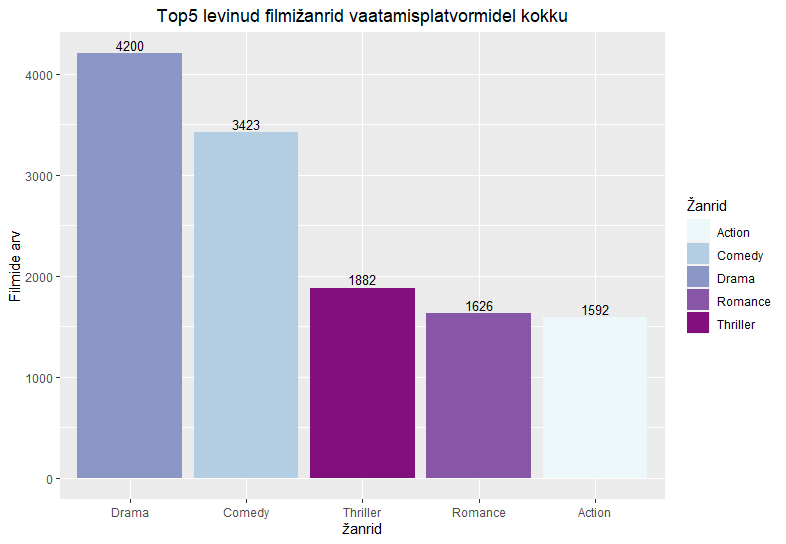 Top5 levinud filmižanrid vaatamisplatvormidel kokku
Filmide arv
4000
3000
2000
1000
0
4200
3423
1882
1626
1592
Drama
Comedy
Thriller
Romance
Action
žanrid
Žanrid
Action
Comedy
Drama
Romance
Thriller